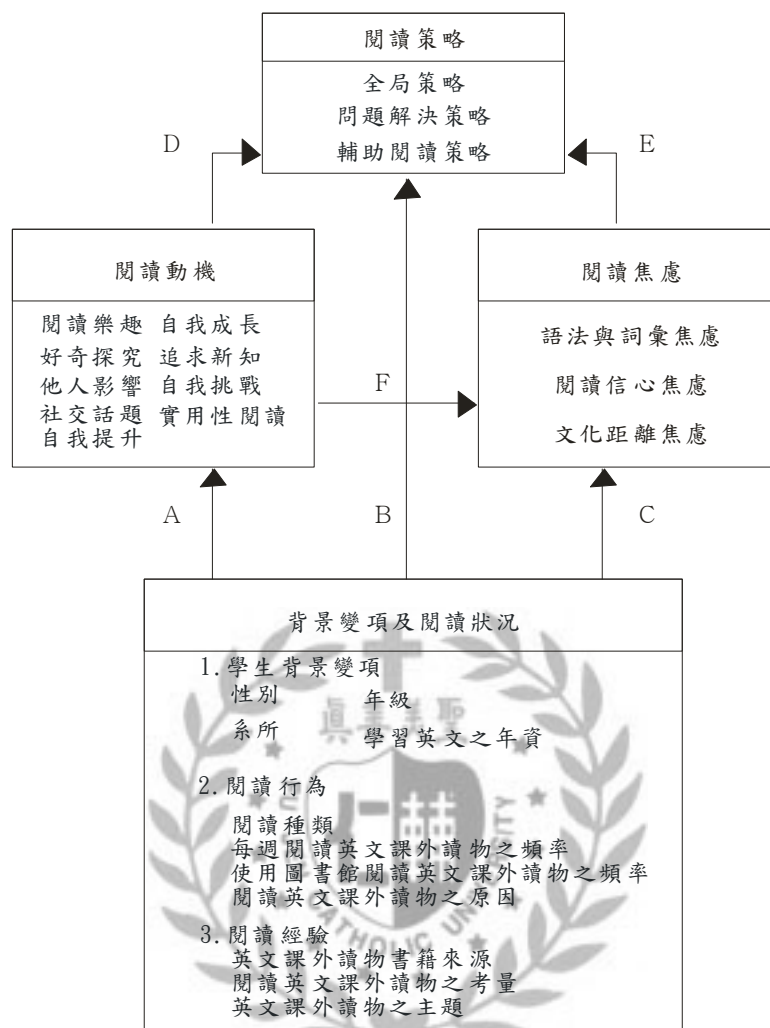 閱讀策略
全局策略
問題解決策略
輔助閱讀策略
D
E
閱讀動機
閱讀樂趣 自我成長
好奇探究 追求新知
他人影響 自我挑戰
社交話題 實用性閱讀
自我提升
F
閱讀焦慮
語法與詞彙焦慮
閱讀信心焦慮
文化距離焦慮
A
B
C
背景變項及閱讀狀況
1.學生背景變項
性別 年級
系所 學習英文之年資
2.閱讀行為
閱讀種類
每週閱讀英文課外讀物之頻率
使用圖書館閱讀英文課外讀物之頻率
閱讀英文課外讀物之原因
3.閱讀經驗
英文課外讀物書籍來源
閱讀英文課外讀物之考量
英文課外讀物之主題
真善美聖
CATHOLIC UNIVERSITY